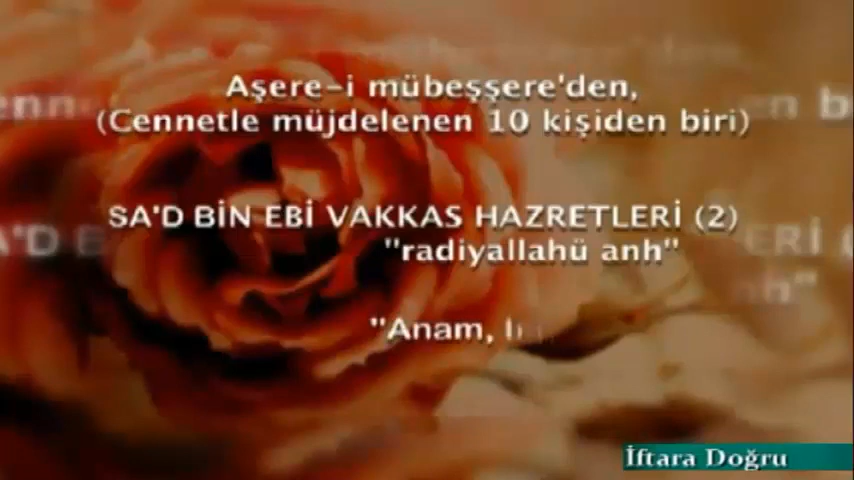 Aşere-i mübeşşere'den,
(Cennetle müjdelenen 10 kişiden biri)
SA'D BİN EBİ VAKKAS HAZRETLERİ (2)
"radiyallahü anh"
"Anam,
İftara Doğru